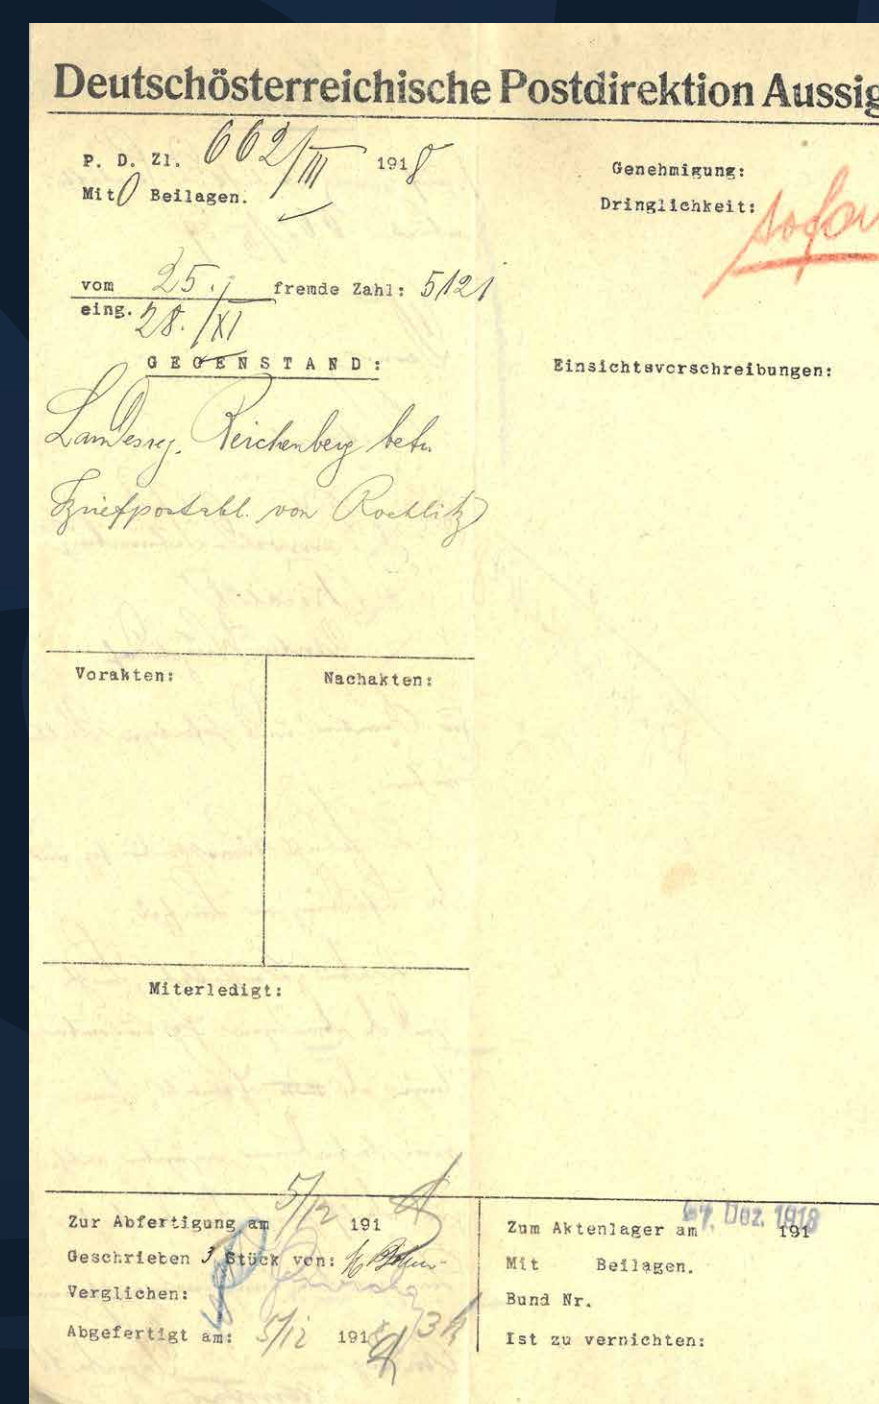 Deutschösterreichische Postdirektion Aussig
P. D. Zl. 662/III 1918
Mit 0 Beilagen.
Genehmigung:
Dringlichkeit:
vom 25. fremde Zahl: 5121
eing. 28./XI
GEGENSTAND:
Einsichtsvorschreibungen:
Landesreg. Reichenberg betr.
Briefpostabl. von Rochlitz
Vorakten:
Nachakten:
Miterledigt:
Zur Abfertigung am 5/12 191
Geschrieben 3 Stück von:
Verglichen:
Abgefertigt am: 5/12 191
Zum Aktenlager am 7. Dez. 1918 191
Mit Beilagen.
Bund Nr.
Ist zu vernichten: